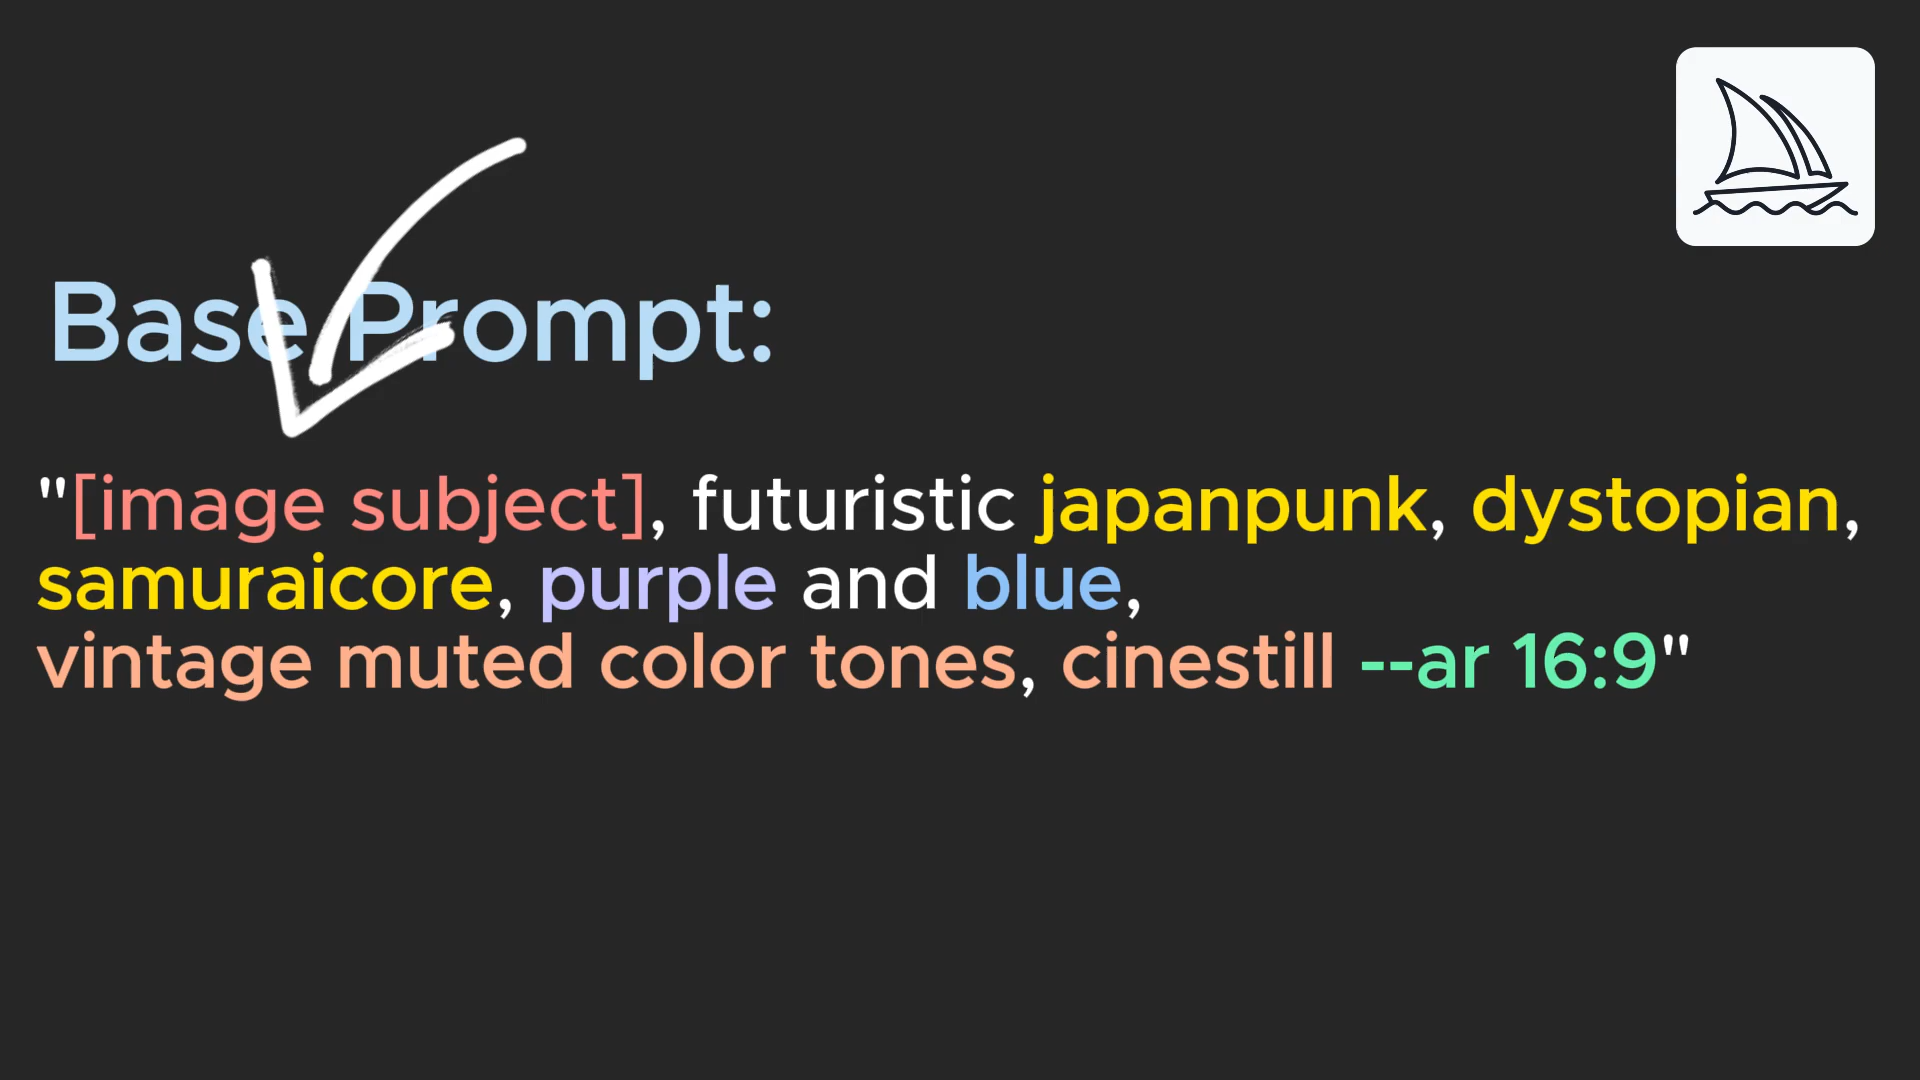 Base Prompt:
"[image subject], futuristic japanpunk, dystopian,
samuraicore, purple and blue,
vintage muted color tones, cinestill --ar 16:9"